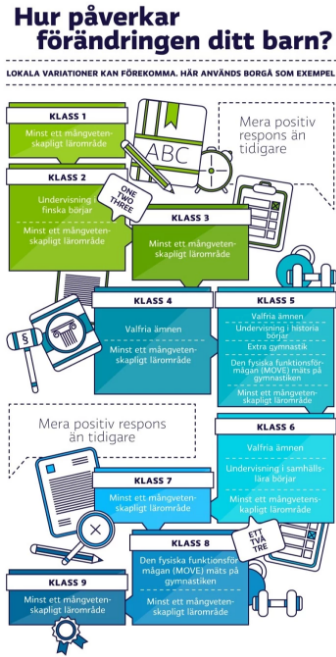 Hur påverkar
förändringen ditt barn?
LOKALA VARIATIONER KAN FÖREKOMMA. HÄR ANVÄNDS BORGÅ SOM EXEMPEL
KLASS 1
Minst ett mångveten-
skapligt lärområde
ABC
Mera positiv
respons än
tidigare
KLASS 2
Undervisning i
finska börjar
Minst ett mångveten-
skapligt lärområde
ONE
TWO
THREE
KLASS 3
Minst ett mångveten-
skapligt lärområde
KLASS 4
Valfria ämnen
Minst ett mångveten-
skapligt lärområde
§
KLASS 5
Valfria ämnen
Undervisning i historia
börjar
Extra gymnastik
Den fysiska funktionsför-
mågan (MOVE) mäts på
gymnastiken
Minst ett mångveten-
skapligt lärområde
Mera positiv respons
än tidigare
KLASS 6
Valfria ämnen
Undervisning i samhälls-
lära börjar
Minst ett mångvetens-
kapligt lärområde
KLASS 7
Minst ett mångveten-
skapligt lärområde
ETT
TVÅ
TRE
KLASS 8
Den fysiska funktionsför-
mågan (MOVE) mäts på
gymnastiken
Minst ett mångveten-
skapligt lärområde
KLASS 9
Minst ett mångveten-
skapligt lärområde